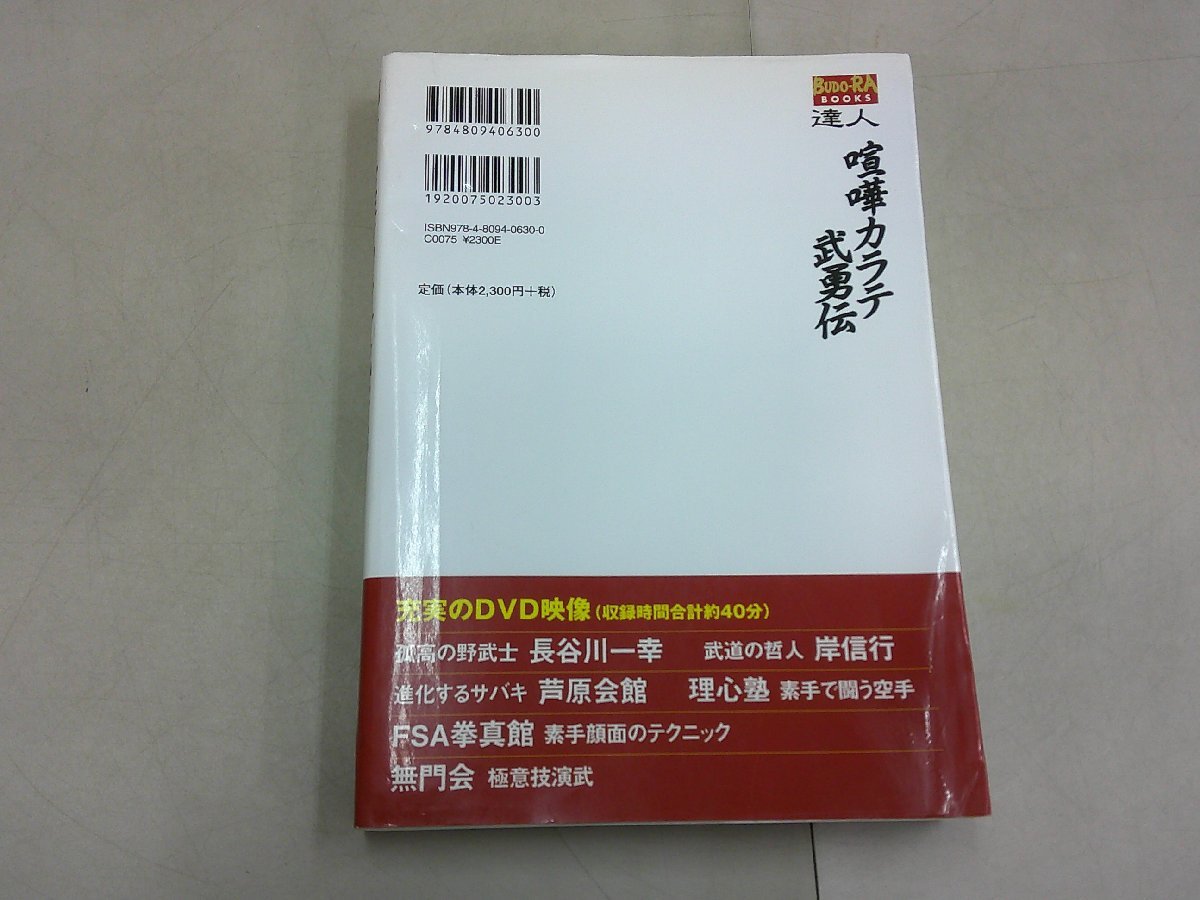 9784809406300
1920075023003
ISBN978-4-8094-0630-0
C0075 ¥2300E
定価(本体2,300円+税)
BUDO-RA
BOOKS
達人
喧嘩カラテ
武勇伝
充実のDVD映像(収録時間合計約40分)
孤高の野武士 長谷川一幸 武道の哲人 岸信行
進化するサバキ 芦原会館 理心塾 素手で闘う空手
FSA拳真館 素手顔面のテクニック
無門会 極意技演武